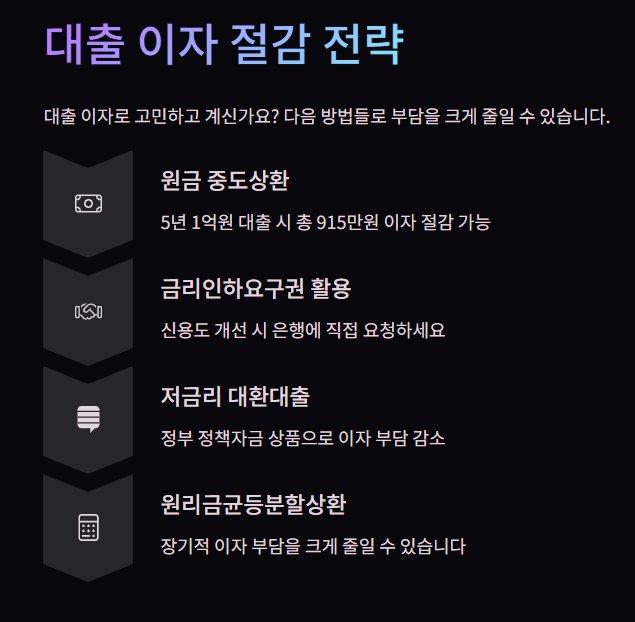 대출 이자 절감 전략
대출 이자로 고민하고 계신가요? 다음 방법들로 부담을 크게 줄일 수 있습니다.
원금 중도상환
5년 1억원 대출 시 총 915만원 이자 절감 가능
금리인하요구권 활용
신용도 개선 시 은행에 직접 요청하세요
저금리 대환대출
정부 정책자금 상품으로 이자 부담 감소
원리금균등분할상환
장기적 이자 부담을 크게 줄일 수 있습니다